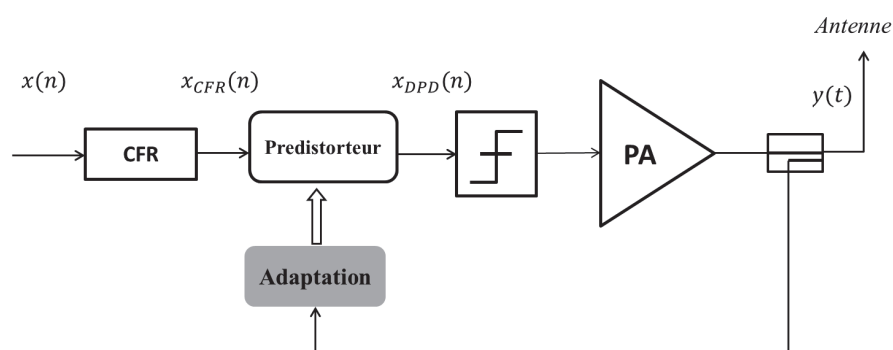 Antenne
x(n)
x_CFR(n)
x_DPD(n)
y(t)
CFR
Predistorteur
PA
Adaptation